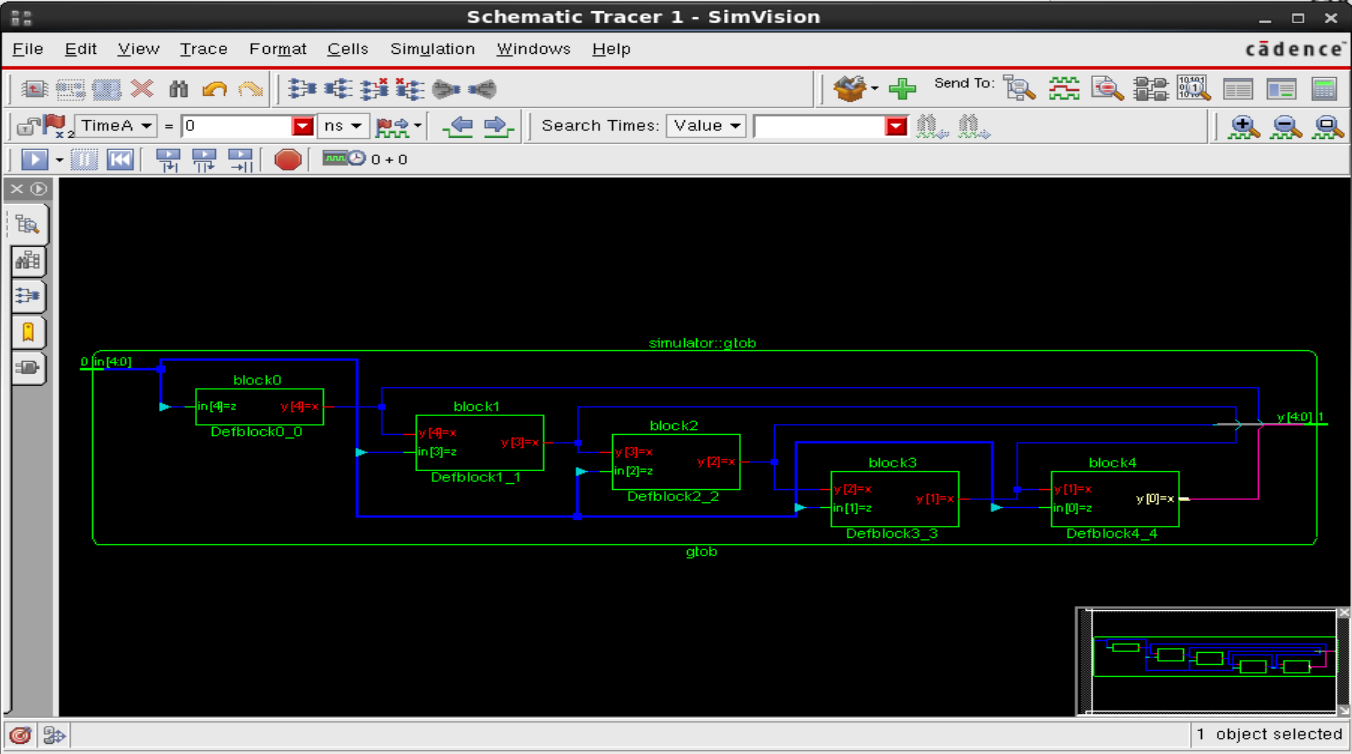 Schematic Tracer 1 - SimVision
File Edit View Trace Format Cells Simulation Windows Help cādence™
Send To:
x2 TimeA = 0 ns Search Times: Value
0 + 0
simulator::gtob
0 in[4:0]
block0
in[4]=z y[4]=x
Defblock0_0
block1
y[4]=x y[3]=x
in[3]=z
Defblock1_1
block2
y[3]=x y[2]=x
in[2]=z
Defblock2_2
block3
y[2]=x y[1]=x
in[1]=z
Defblock3_3
block4
y[1]=x y[0]=x
in[0]=z
Defblock4_4
y[4:0] 1
gtob
1 object selected